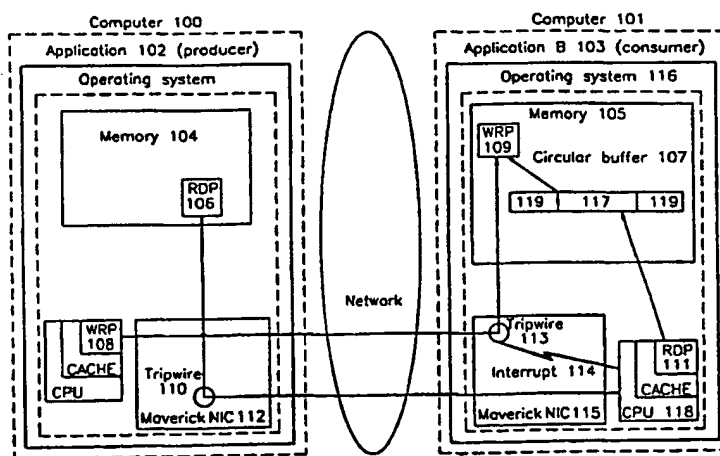 Computer 100
Application 102 (producer)
Operating system
Memory 104
RDP
106
WRP
108
CACHE
CPU
Tripwire
110
Maverick NIC 112
Network
Computer 101
Application B 103 (consumer)
Operating system 116
Memory 105
WRP
109
Circular buffer 107
119 117 119
Tripwire
113
Interrupt 114
Maverick NIC 115
RDP
111
CACHE
CPU 118